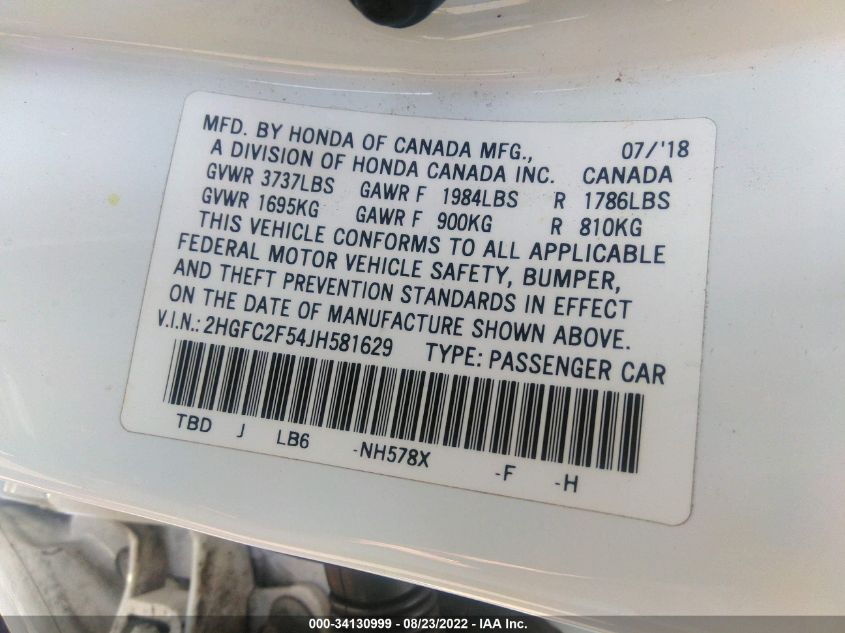 MFD. BY HONDA OF CANADA MFG., 07/'18
A DIVISION OF HONDA CANADA INC. CANADA
GVWR 3737LBS GAWR F 1984LBS R 1786LBS
GVWR 1695KG GAWR F 900KG R 810KG
THIS VEHICLE CONFORMS TO ALL APPLICABLE
FEDERAL MOTOR VEHICLE SAFETY, BUMPER,
AND THEFT PREVENTION STANDARDS IN EFFECT
ON THE DATE OF MANUFACTURE SHOWN ABOVE.
V.I.N.: 2HGFC2F54JH581629 TYPE: PASSENGER CAR
TBD J LB6 -NH578X -F -H
000-34130999 - 08/23/2022 - IAA Inc.